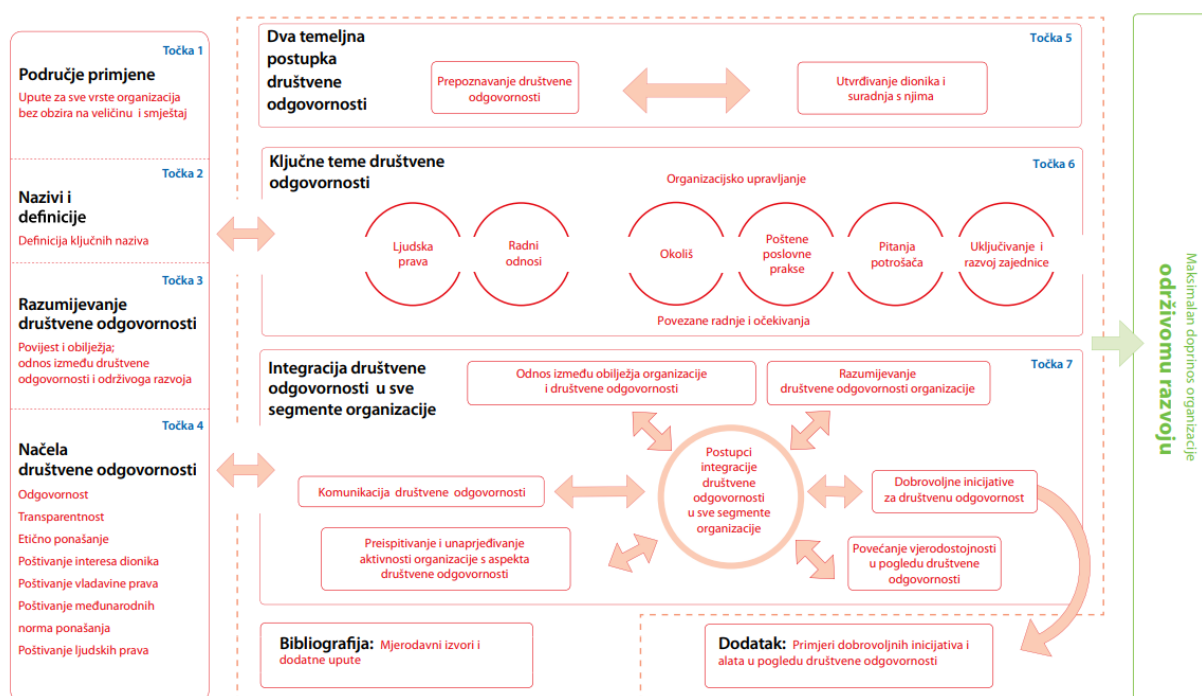 Točka 1
Područje primjene
Upute za sve vrste organizacija
bez obzira na veličinu i smještaj
Točka 2
Nazivi i
definicije
Definicija ključnih naziva
Točka 3
Razumijevanje
društvene odgovornosti
Povijest i obilježja;
odnos između društvene
odgovornosti i održivoga razvoja
Točka 4
Načela
društvene odgovornosti
Odgovornost
Transparentnost
Etično ponašanje
Poštivanje interesa dionika
Poštivanje vladavine prava
Poštivanje međunarodnih
norma ponašanja
Poštivanje ljudskih prava
Dva temeljna
postupka
društvene
odgovornosti
Točka 5
Prepoznavanje društvene
odgovornosti
Utvrđivanje dionika i
suradnja s njima
Ključne teme društvene
odgovornosti
Točka 6
Organizacijsko upravljanje
Ljudska
prava
Radni
odnosi
Okoliš
Poštene
poslovne
prakse
Pitanja
potrošača
Uključivanje i
razvoj zajednice
Povezane radnje i očekivanja
Integracija društvene
odgovornosti u sve
segmente organizacije
Točka 7
Odnos između obilježja organizacije
i društvene odgovornosti
Razumijevanje
društvene odgovornosti organizacije
Komunikacija društvene odgovornosti
Postupci
integracije
društvene
odgovornosti
u sve segmente
organizacije
Dobrovoljne inicijative
za društvenu odgovornost
Preispitivanje i unaprjeđivanje
aktivnosti organizacije s aspekta
društvene odgovornosti
Povećanje vjerodostojnosti
u pogledu društvene
odgovornosti
Bibliografija: Mjerodavni izvori i
dodatne upute
Dodatak: Primjeri dobrovoljnih inicijativa i
alata u pogledu društvene odgovornosti
Maksimalan doprinos organizacije
održivomu razvoju